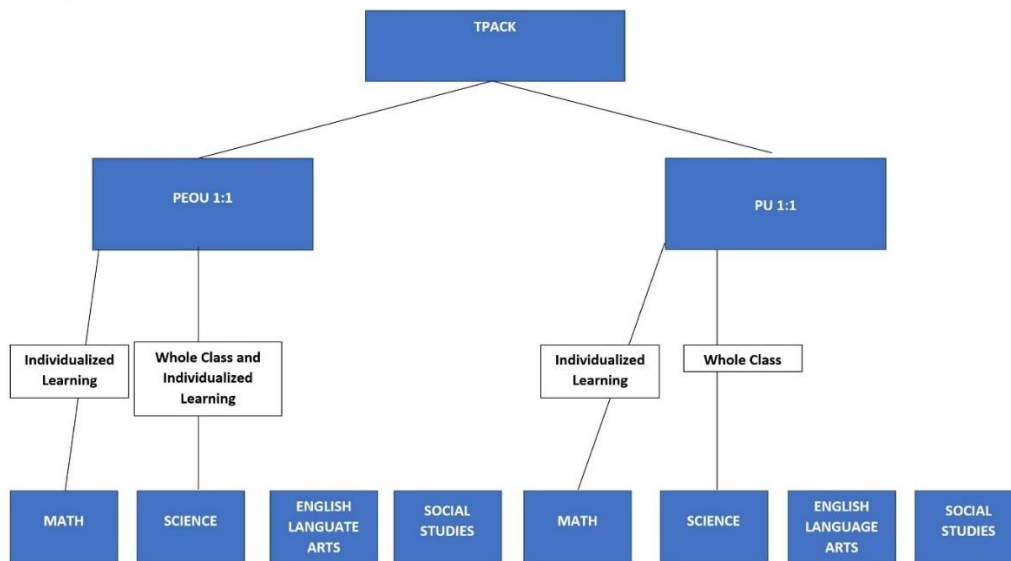 TPACK
PEOU 1:1
PU 1:1
Individualized
Learning
Whole Class and
Individualized
Learning
Individualized
Learning
Whole Class
MATH
SCIENCE
ENGLISH
LANGUATE
ARTS
SOCIAL
STUDIES
MATH
SCIENCE
ENGLISH
LANGUAGE
ARTS
SOCIAL
STUDIES